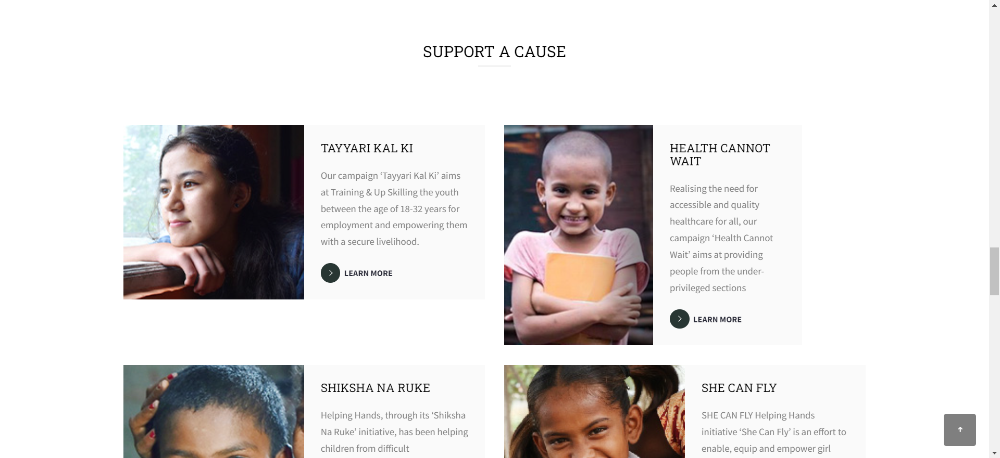 SUPPORT A CAUSE
TAYYARI KAL KI
Our campaign ‘Tayyari Kal Ki’ aims
at Training & Up Skilling the youth
between the age of 18-32 years for
employment and empowering them
with a secure livelihood.
LEARN MORE
HEALTH CANNOT
WAIT
Realising the need for
accessible and quality
healthcare for all, our
campaign ‘Health Cannot
Wait’ aims at providing
people from the under-
privileged sections
LEARN MORE
SHIKSHA NA RUKE
Helping Hands, through its ‘Shiksha
Na Ruke’ initiative, has been helping
children from difficult
SHE CAN FLY
SHE CAN FLY Helping Hands
initiative ‘She Can Fly’ is an effort to
enable, equip and empower girl